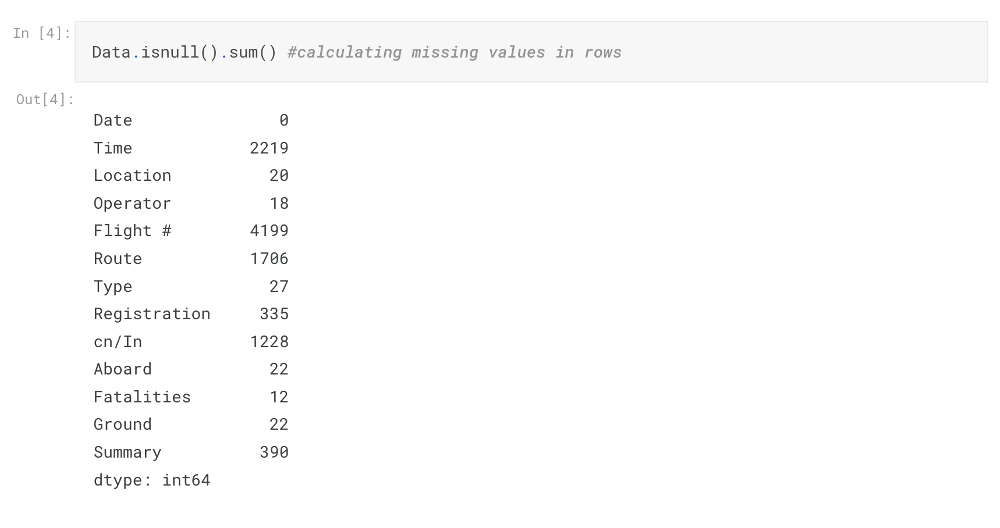 In [4]:
Data.isnull().sum() #calculating missing values in rows
Out[4]:
Date 0
Time 2219
Location 20
Operator 18
Flight # 4199
Route 1706
Type 27
Registration 335
cn/In 1228
Aboard 22
Fatalities 12
Ground 22
Summary 390
dtype: int64